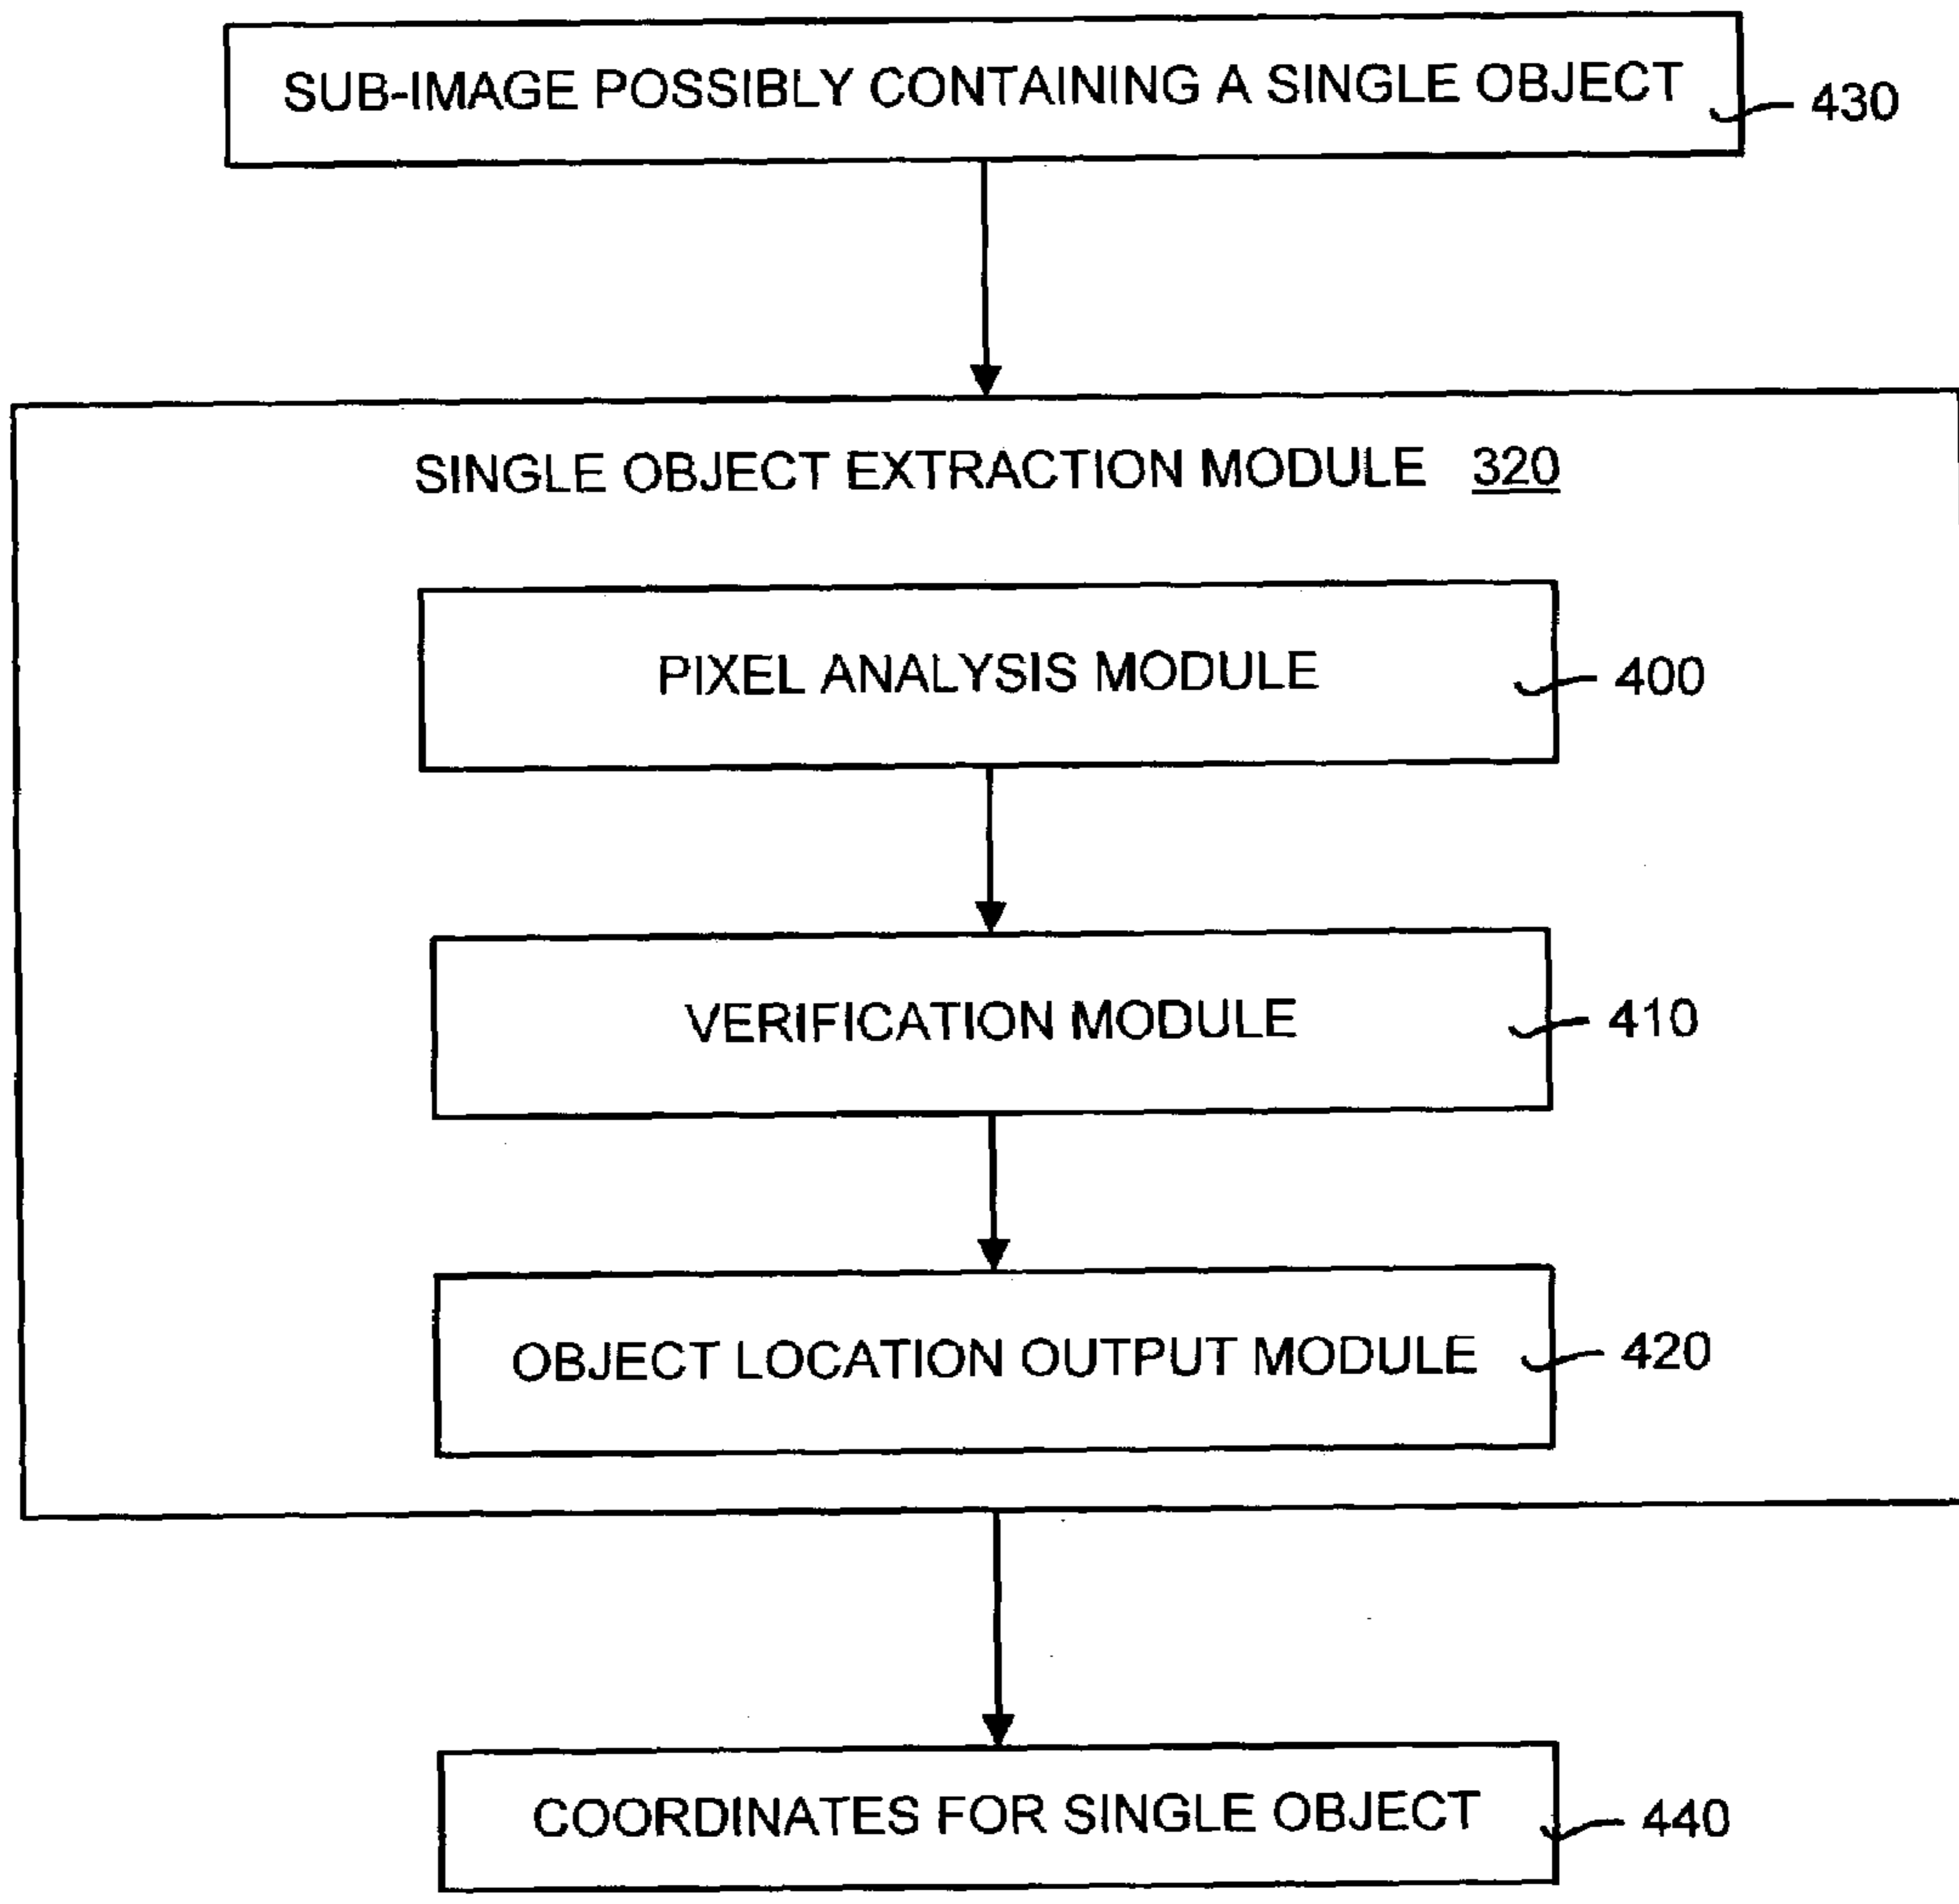 SUB-IMAGE POSSIBLY CONTAINING A SINGLE OBJECT
430
SINGLE OBJECT EXTRACTION MODULE 320
PIXEL ANALYSIS MODULE
400
VERIFICATION MODULE
410
OBJECT LOCATION OUTPUT MODULE
420
COORDINATES FOR SINGLE OBJECT
440